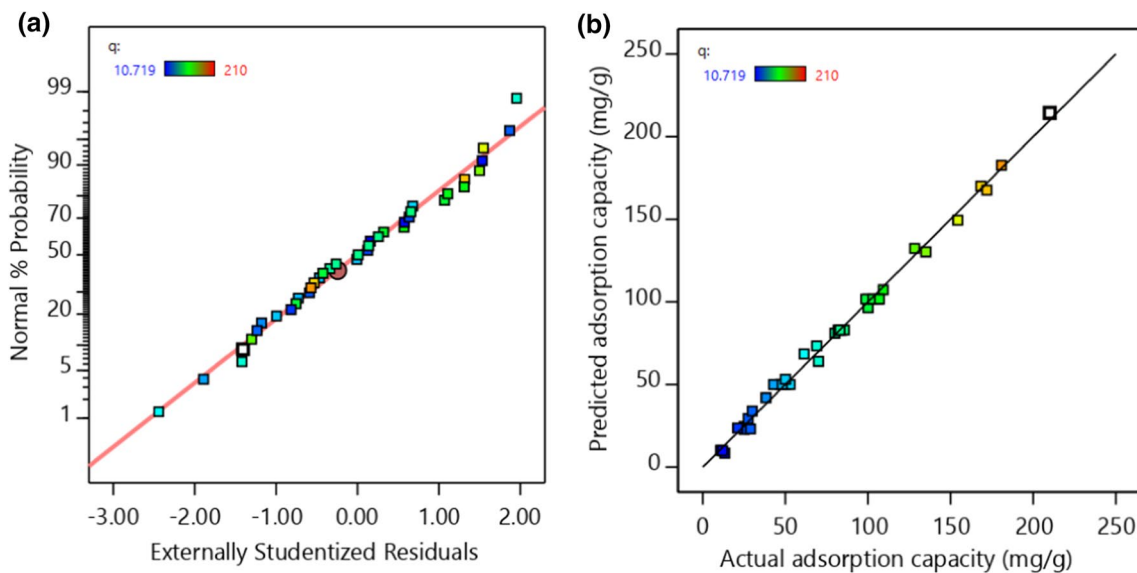 (a)
q:
10.719 210
99
90
70
50
20
5
1
Normal % Probability
-3.00 -2.00 -1.00 0.00 1.00 2.00
Externally Studentized Residuals
(b)
q:
10.719 210
250
200
150
100
50
0
Predicted adsorption capacity (mg/g)
0 50 100 150 200 250
Actual adsorption capacity (mg/g)